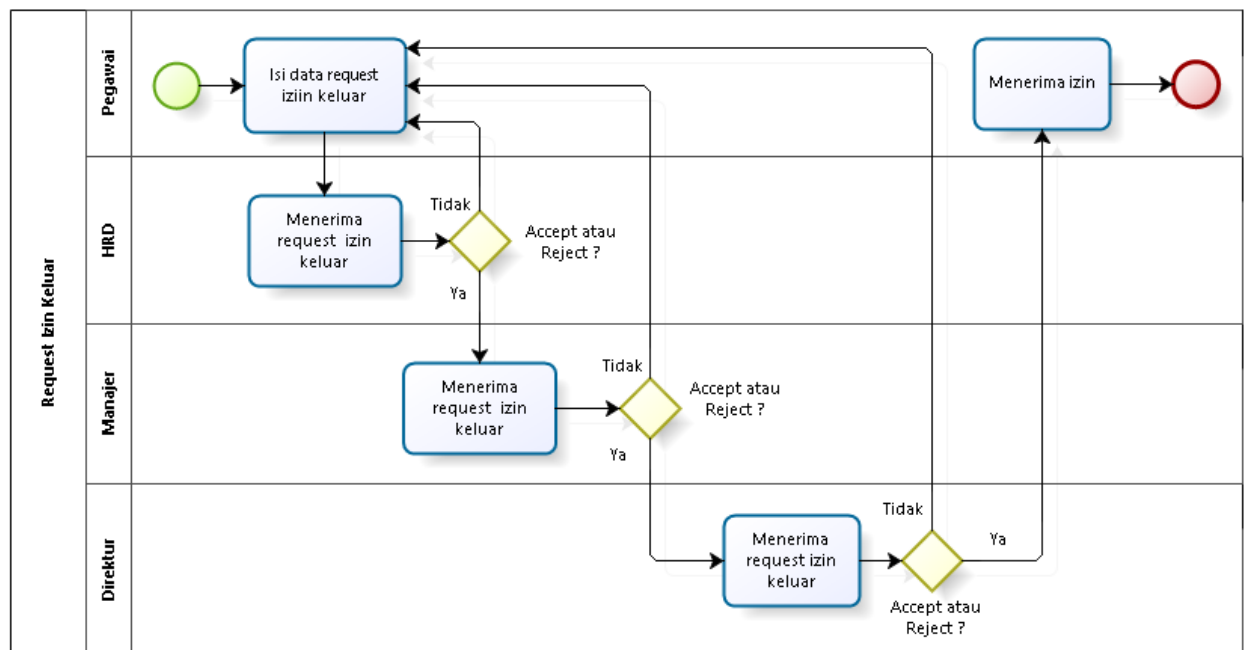 Request Izin Keluar
Pegawai
Isi data request
iziin keluar
Menerima izin
HRD
Menerima
request izin
keluar
Tidak
Accept atau
Reject ?
Ya
Manajer
Menerima
request izin
keluar
Tidak
Accept atau
Reject ?
Ya
Direktur
Menerima
request izin
keluar
Tidak
Ya
Accept atau
Reject ?